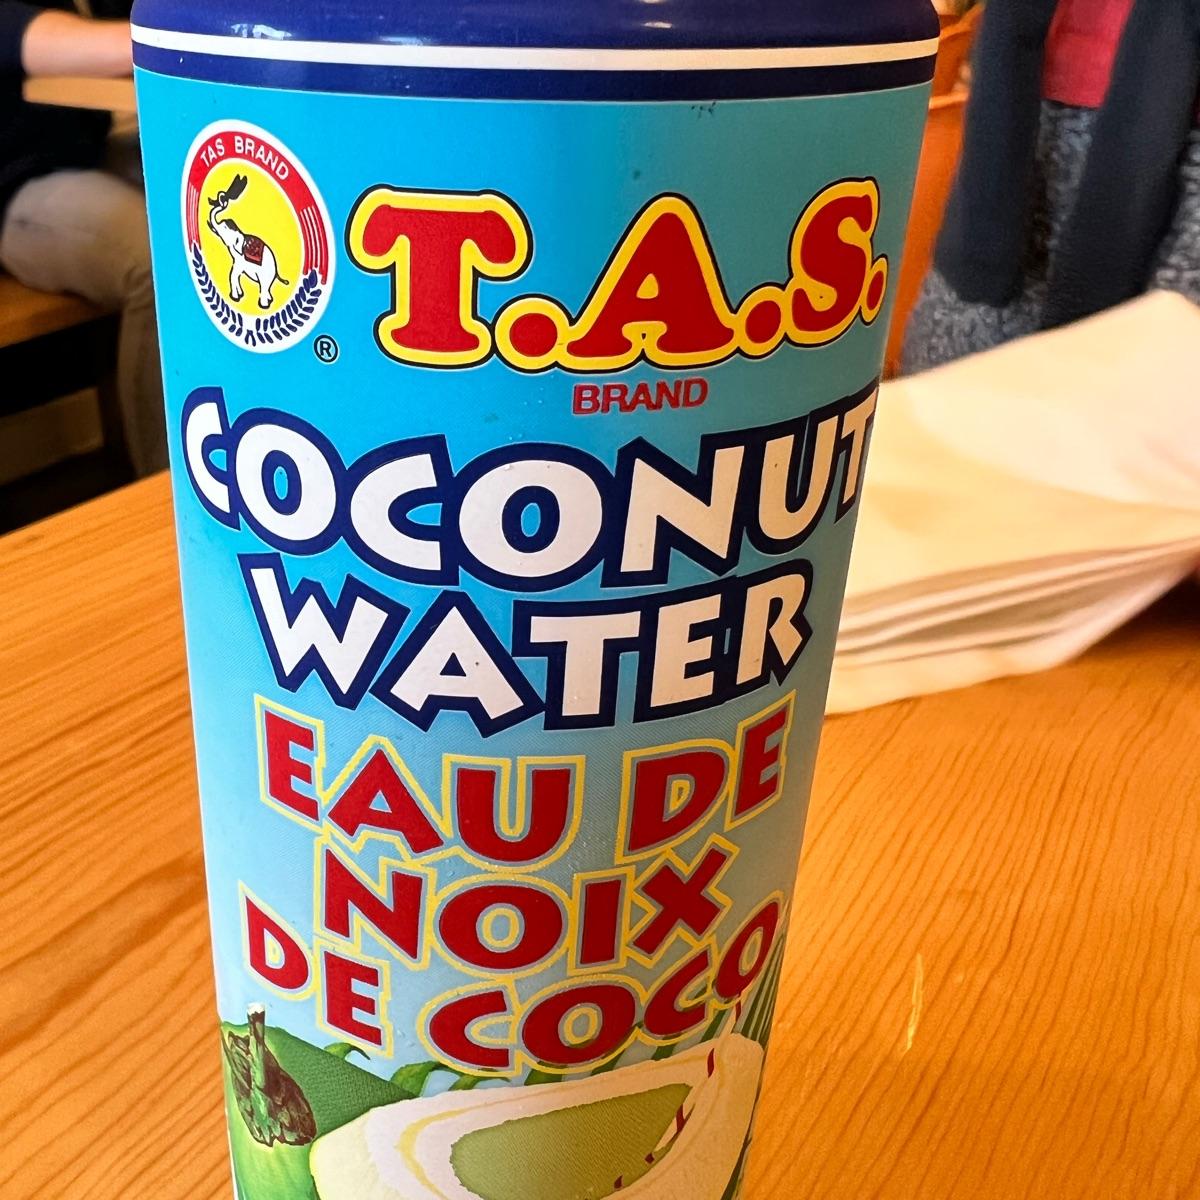 TAS BRAND
T.A.S.
®
BRAND
COCONUT
WATER
EAU DE
NOIX
DE COCO